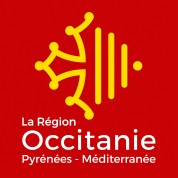 La Région
Occitanie
Pyrénées - Méditerranée